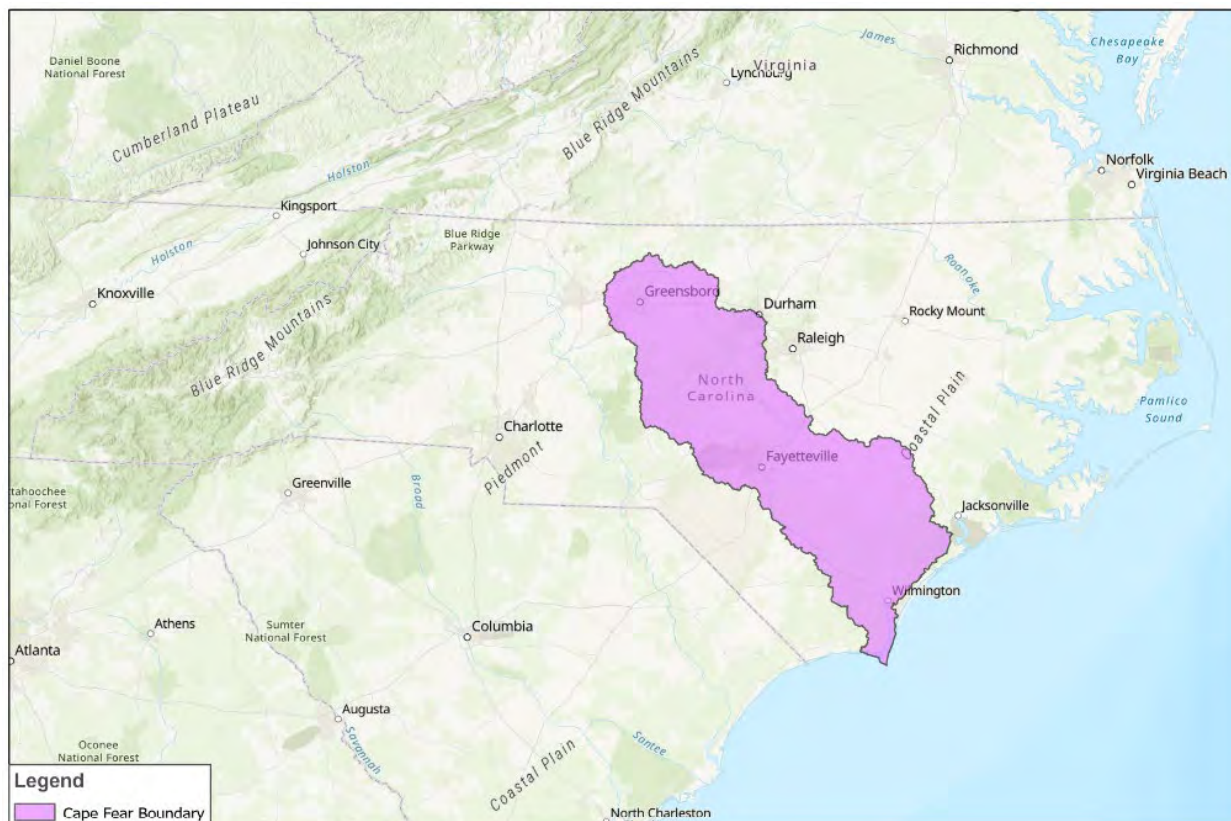 Daniel Boone
National Forest
Cumberland Plateau
Blue Ridge Mountains
James
Richmond
Chesapeake
Bay
Lynchburg
Virginia
Norfolk
Virginia Beach
Holston
Kingsport
Johnson City
Blue Ridge
Parkway
Holston
Knoxville
Blue Ridge Mountains
Greensboro
Durham
Raleigh
Roanoke
Rocky Mount
North
Carolina
Coastal Plain
Pamlico
Sound
Charlotte
Piedmont
Fayetteville
Greenville
Broad
ttahoochee
onal Forest
Jacksonville
Wilmington
Athens
Sumter
National Forest
Columbia
Atlanta
Augusta
Savannah
Santee
Coastal Plain
Oconee
National Forest
North Charleston
Legend
Cape Fear Boundary